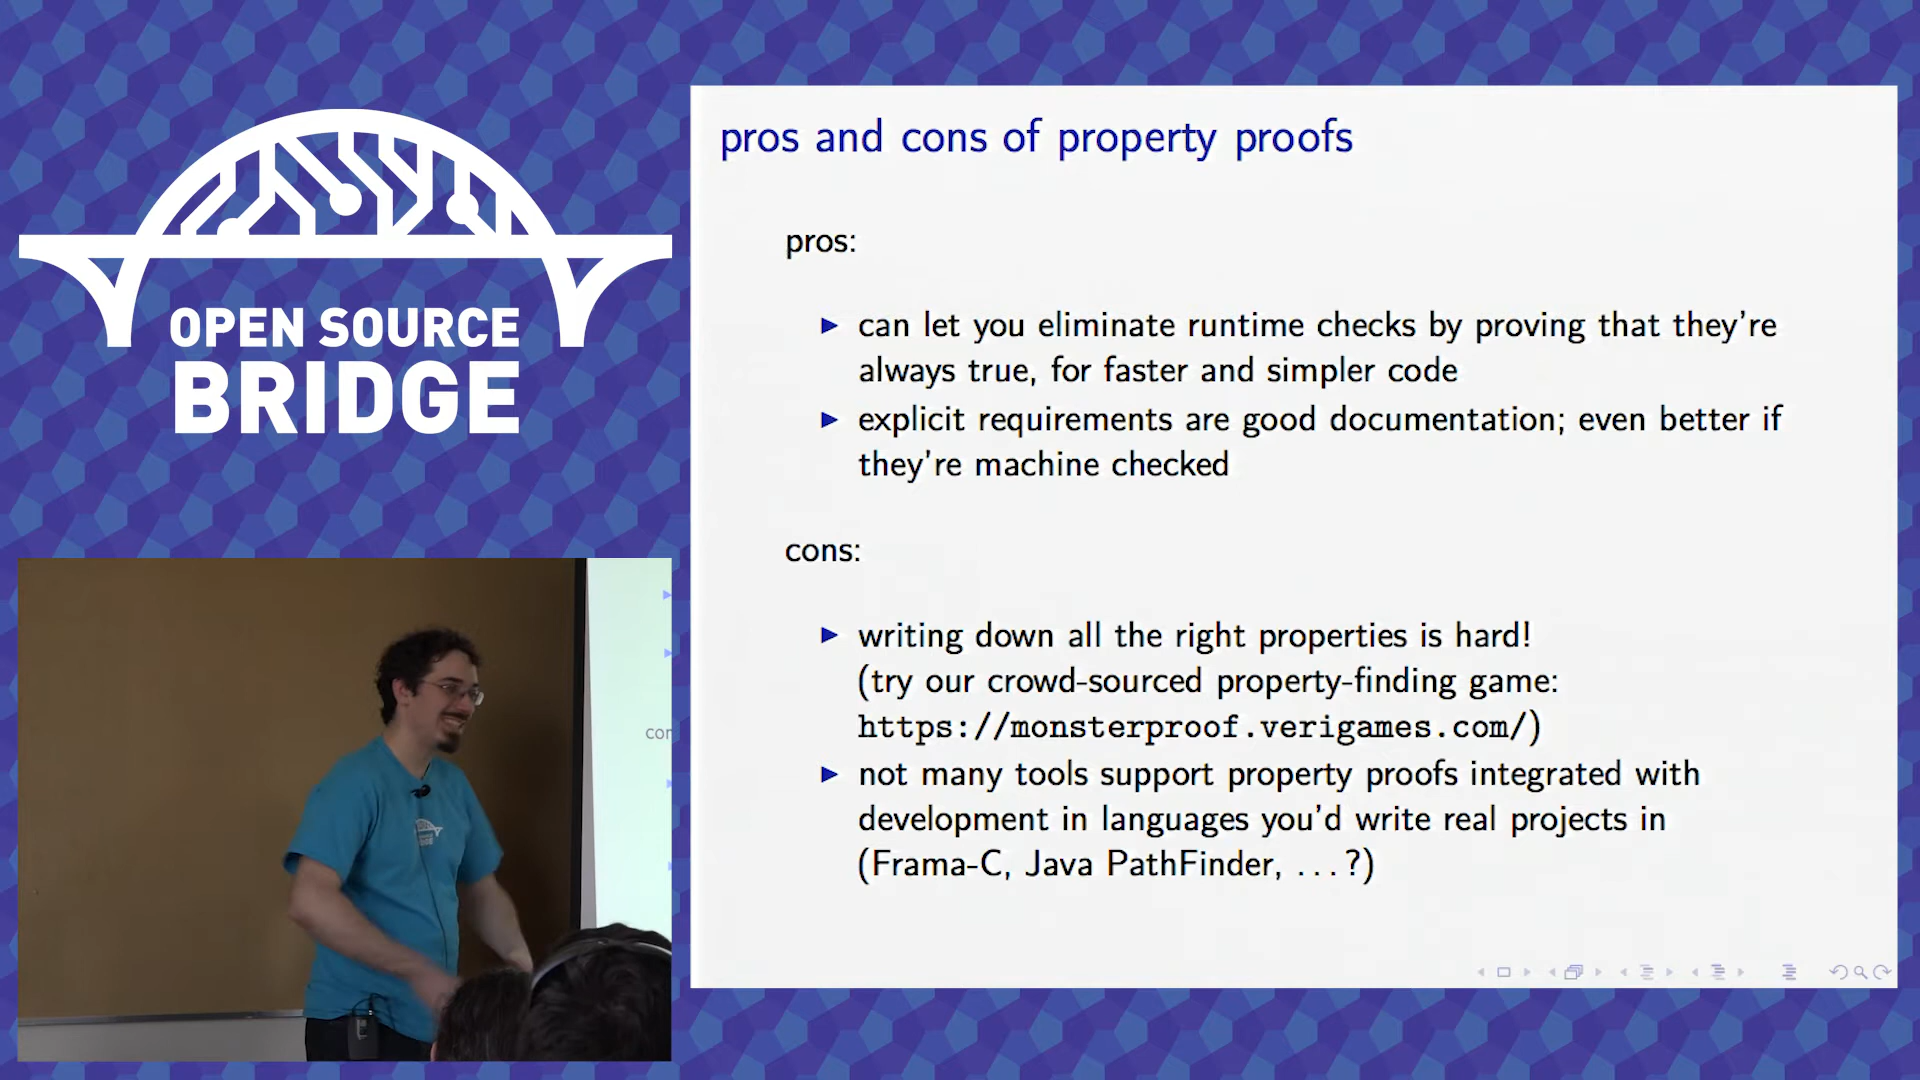 OPEN SOURCE
BRIDGE
pros and cons of property proofs
pros:
can let you eliminate runtime checks by proving that they're
always true, for faster and simpler code
explicit requirements are good documentation; even better if
they're machine checked
cons:
writing down all the right properties is hard!
(try our crowd-sourced property-finding game:
https://monsterproof.verigames.com/)
not many tools support property proofs integrated with
development in languages you'd write real projects in
(Frama-C, Java PathFinder, ...?)
con